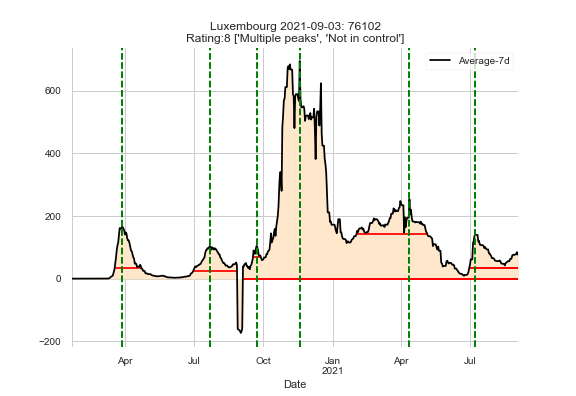 Luxembourg 2021-09-03: 76102
Rating:8 ['Multiple peaks', 'Not in control']
Average-7d
600
400
200
0
−200
Apr
Jul
Oct
Jan
2021
Apr
Jul
Date